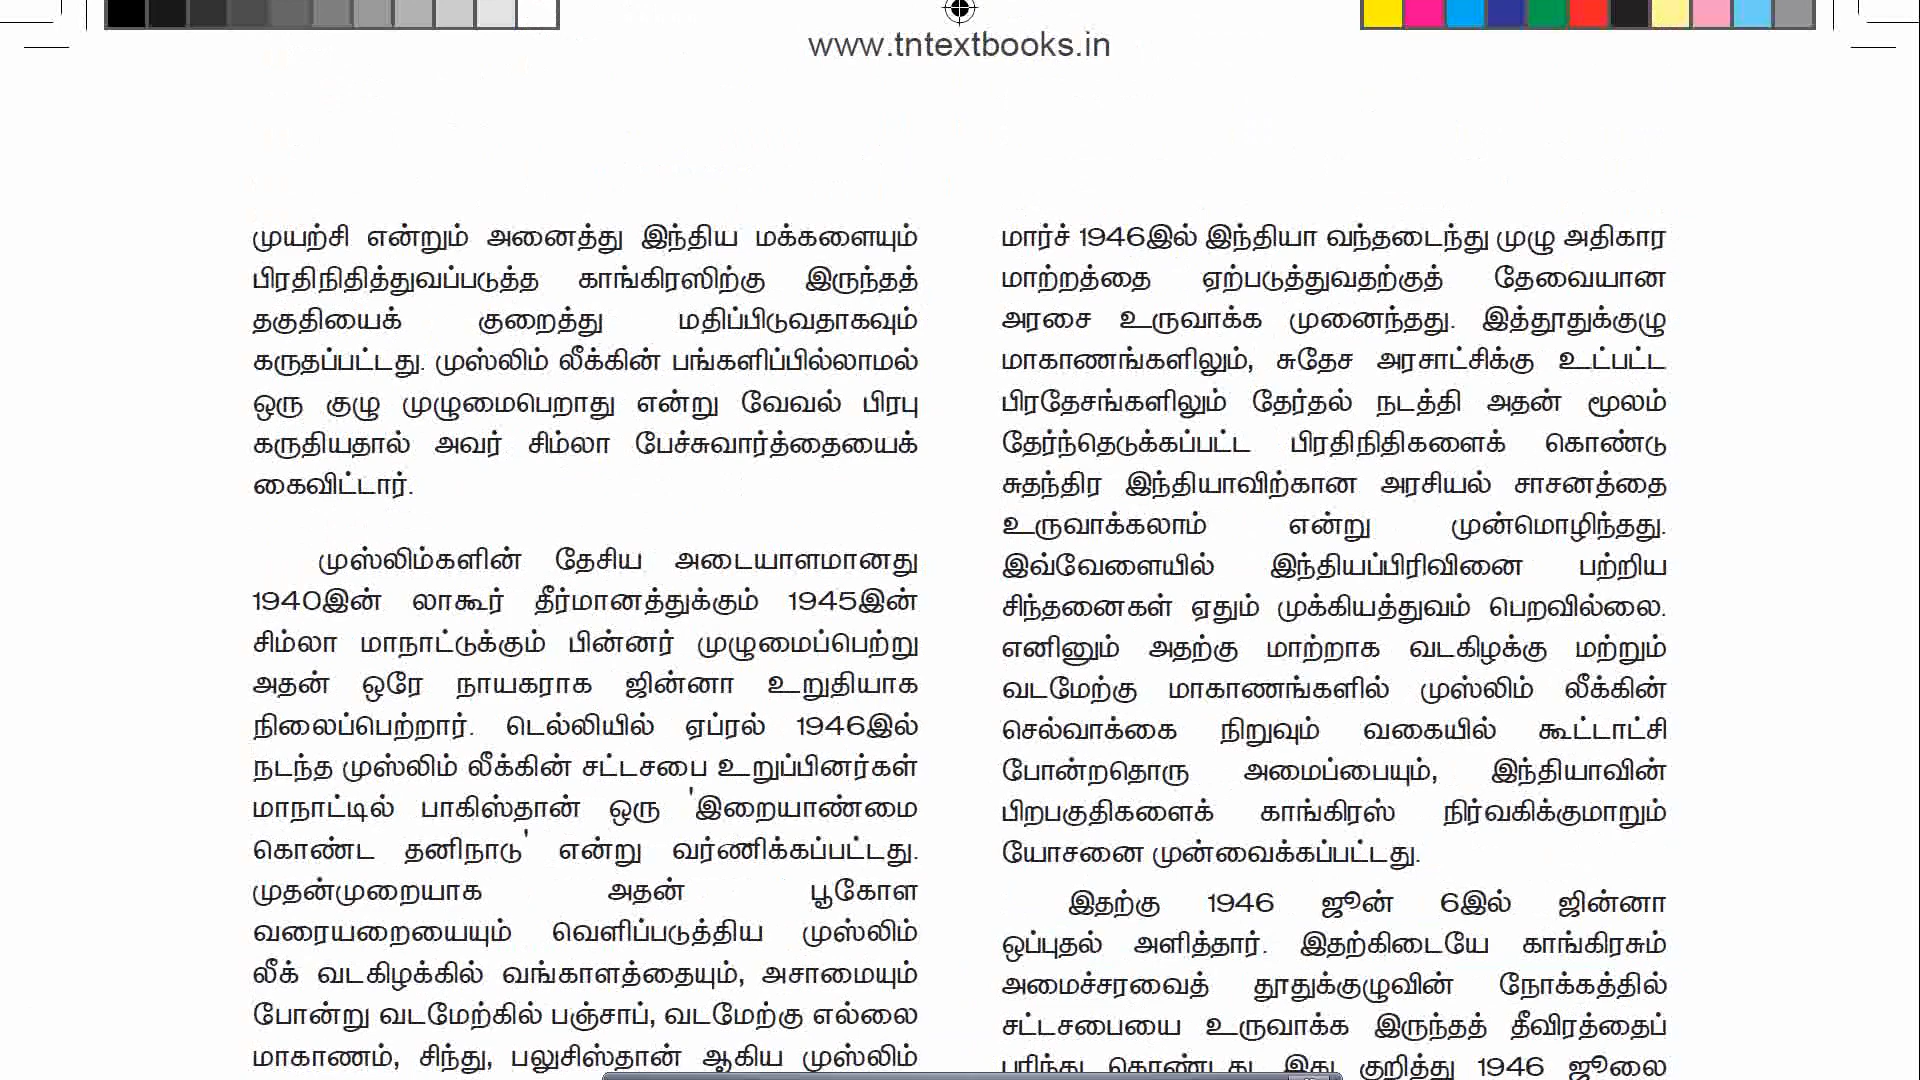 www.tntextbooks.in
முயற்சி என்றும் அனைத்து இந்திய மக்களையும்
பிரதிநிதித்துவப்படுத்த காங்கிரஸிற்கு இருந்தத்
தகுதியைக் குறைத்து மதிப்பிடுவதாகவும்
கருதப்பட்டது. முஸ்லிம் லீக்கின் பங்களிப்பில்லாமல்
ஒரு குழு முழுமைபெறாது என்று வேவல் பிரபு
கருதியதால் அவர் சிம்லா பேச்சுவார்த்தையைக்
கைவிட்டார்.
முஸ்லிம்களின் தேசிய அடையாளமானது
1940இன் லாகூர் தீர்மானத்துக்கும் 1945இன்
சிம்லா மாநாட்டுக்கும் பின்னர் முழுமைப்பெற்று
அதன் ஒரே நாயகராக ஜின்னா உறுதியாக
நிலைப்பெற்றார். டெல்லியில் ஏப்ரல் 1946இல்
நடந்த முஸ்லிம் லீக்கின் சட்டசபை உறுப்பினர்கள்
மாநாட்டில் பாகிஸ்தான் ஒரு 'இறையாண்மை
கொண்ட தனிநாடு' என்று வர்ணிக்கப்பட்டது.
முதன்முறையாக அதன் பூகோள
வரையறையையும் வெளிப்படுத்திய முஸ்லிம்
லீக் வடகிழக்கில் வங்காளத்தையும், அசாமையும்
போன்று வடமேற்கில் பஞ்சாப், வடமேற்கு எல்லை
மாகாணம், சிந்து, பலுசிஸ்தான் ஆகிய முஸ்லிம்
மார்ச் 1946இல் இந்தியா வந்தடைந்து முழு அதிகார
மாற்றத்தை ஏற்படுத்துவதற்குத் தேவையான
அரசை உருவாக்க முனைந்தது. இத்தூதுக்குழு
மாகாணங்களிலும், சுதேச அரசாட்சிக்கு உட்பட்ட
பிரதேசங்களிலும் தேர்தல் நடத்தி அதன் மூலம்
தேர்ந்தெடுக்கப்பட்ட பிரதிநிதிகளைக் கொண்டு
சுதந்திர இந்தியாவிற்கான அரசியல் சாசனத்தை
உருவாக்கலாம் என்று முன்மொழிந்தது.
இவ்வேளையில் இந்தியப்பிரிவினை பற்றிய
சிந்தனைகள் ஏதும் முக்கியத்துவம் பெறவில்லை.
எனினும் அதற்கு மாற்றாக வடகிழக்கு மற்றும்
வடமேற்கு மாகாணங்களில் முஸ்லிம் லீக்கின்
செல்வாக்கை நிறுவும் வகையில் கூட்டாட்சி
போன்றதொரு அமைப்பையும், இந்தியாவின்
பிறபகுதிகளைக் காங்கிரஸ் நிர்வகிக்குமாறும்
யோசனை முன்வைக்கப்பட்டது.
இதற்கு 1946 ஜூன் 6இல் ஜின்னா
ஒப்புதல் அளித்தார். இதற்கிடையே காங்கிரசும்
அமைச்சரவைத் தூதுக்குழுவின் நோக்கத்தில்
சட்டசபையை உருவாக்க இருந்தத் தீவிரத்தைப்
புரிந்து கொண்டது. இது குறித்து 1946 ஜூலை